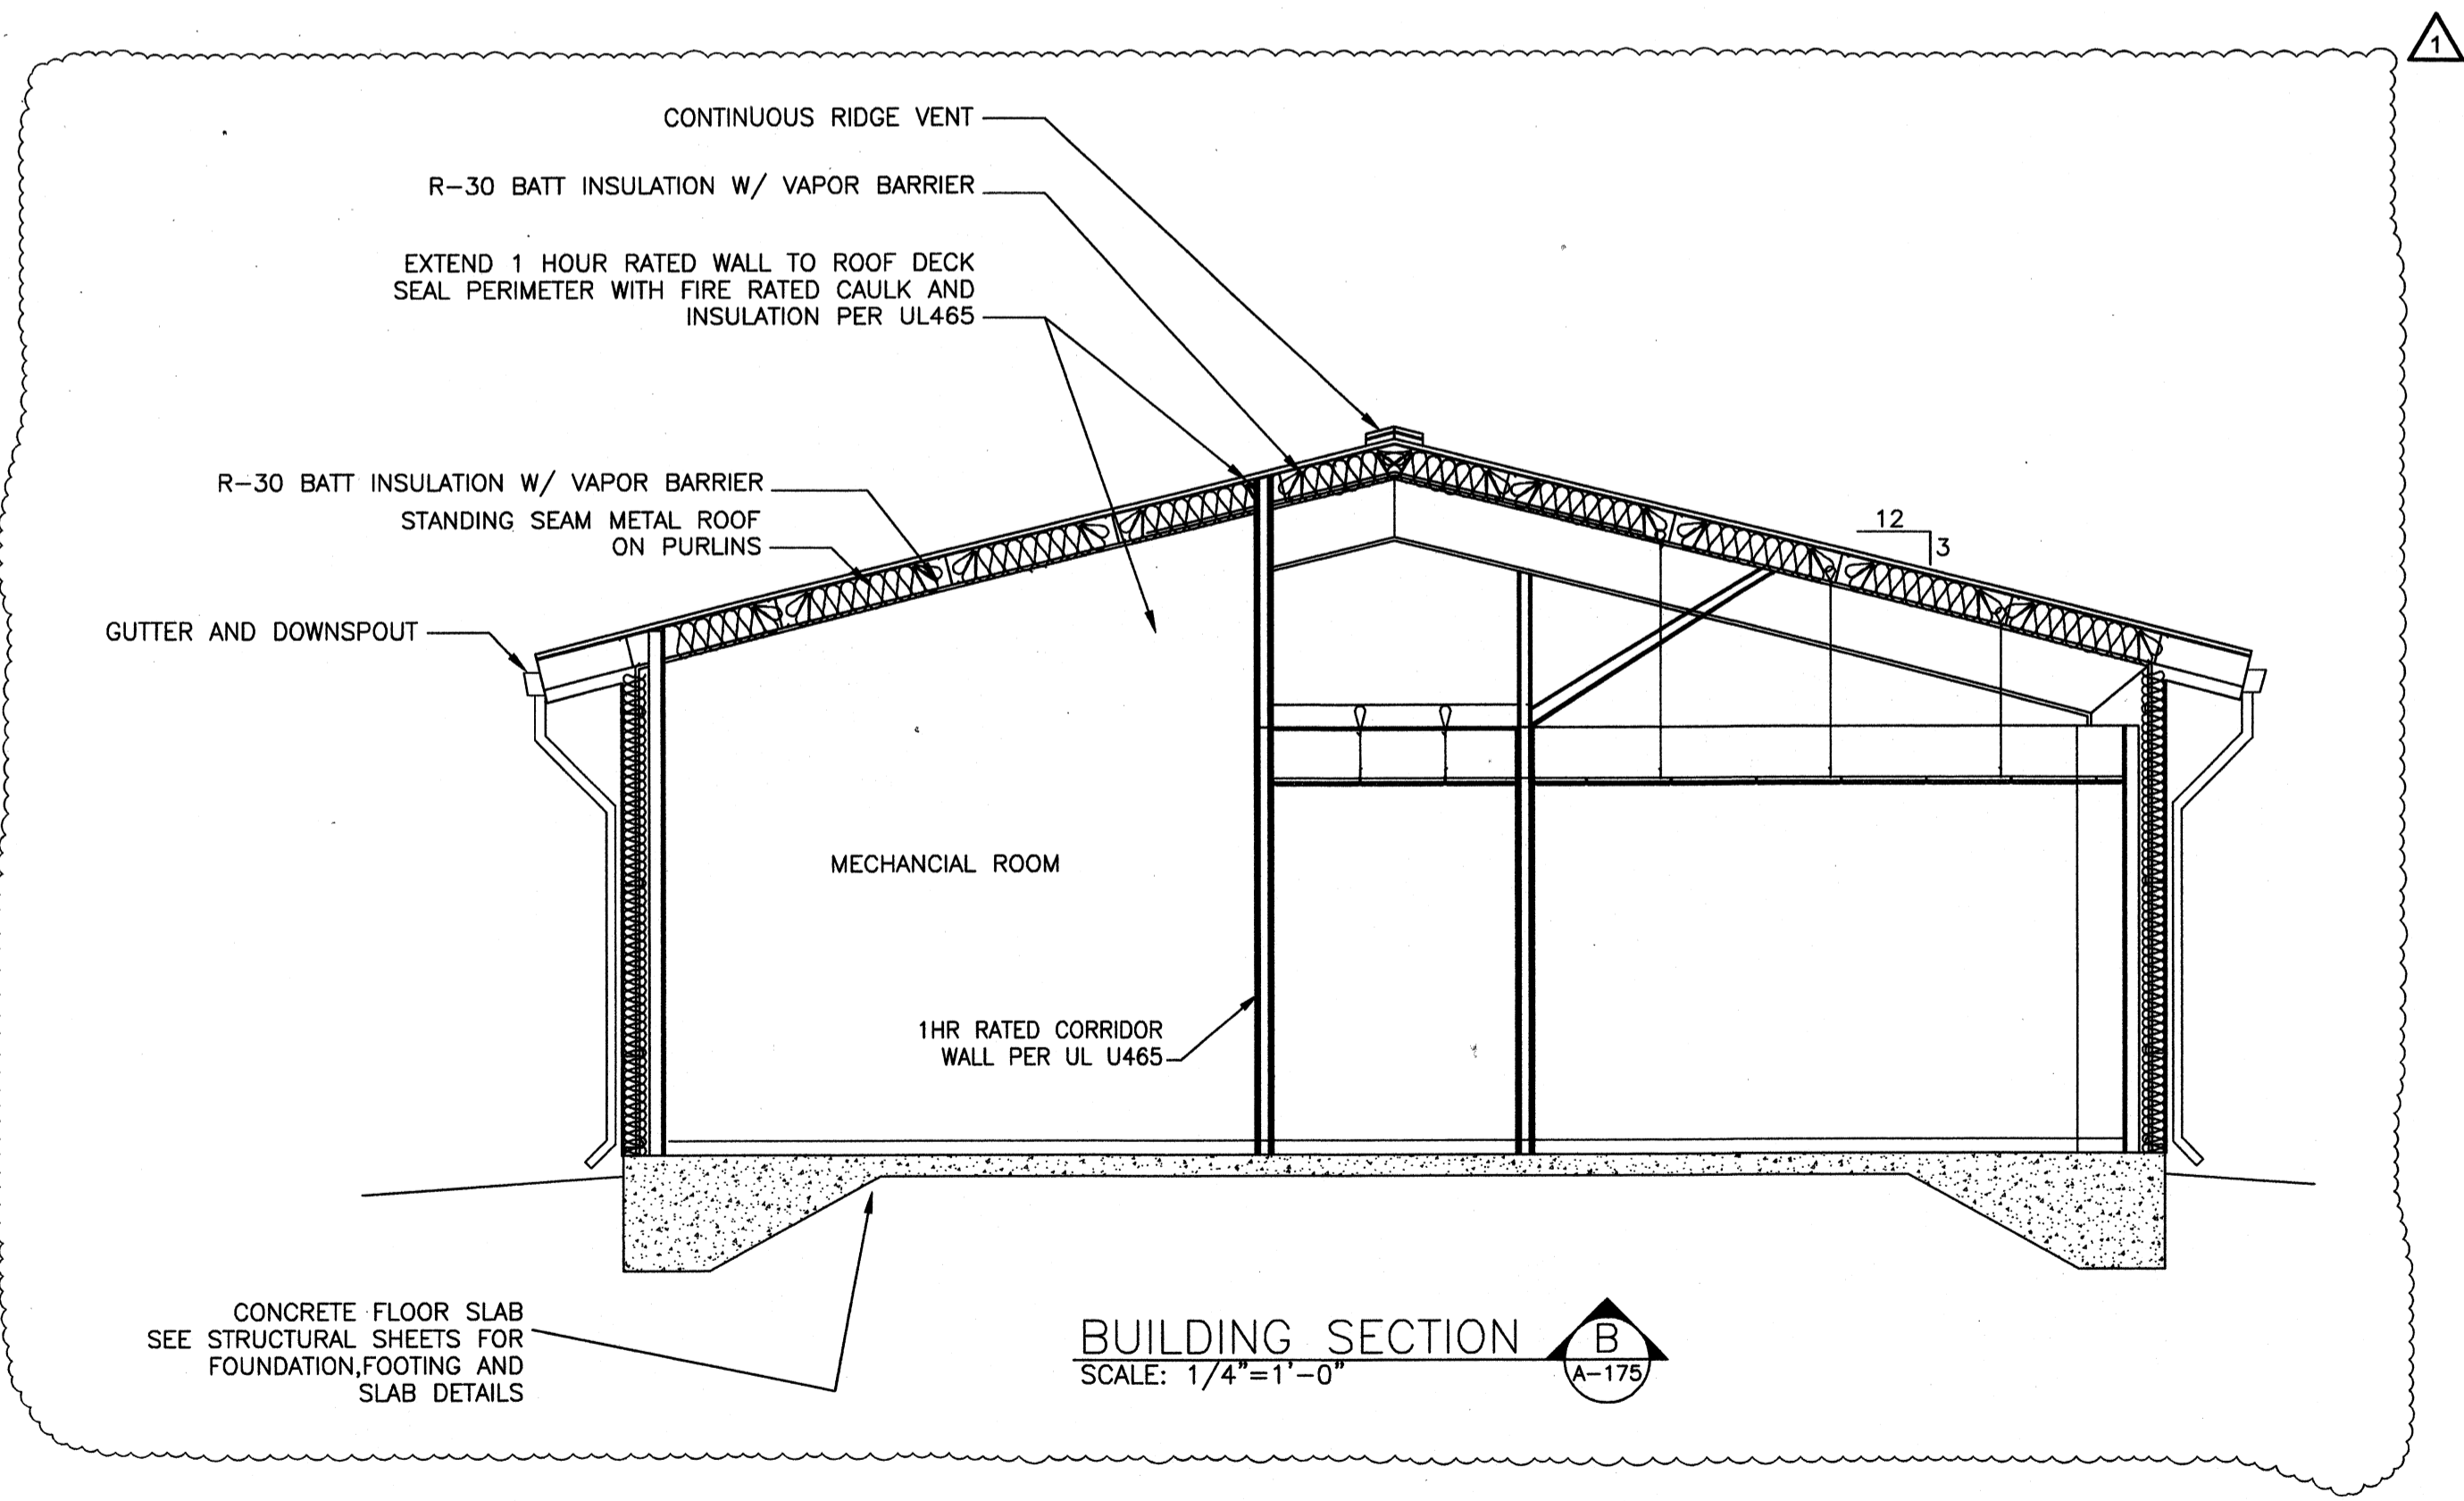 1
CONTINUOUS RIDGE VENT
R-30 BATT INSULATION W/ VAPOR BARRIER
EXTEND 1 HOUR RATED WALL TO ROOF DECK
SEAL PERIMETER WITH FIRE RATED CAULK AND
INSULATION PER UL465
R-30 BATT INSULATION W/ VAPOR BARRIER
STANDING SEAM METAL ROOF
ON PURLINS
12
3
GUTTER AND DOWNSPOUT
MECHANCIAL ROOM
1HR RATED CORRIDOR
WALL PER UL U465
CONCRETE FLOOR SLAB
SEE STRUCTURAL SHEETS FOR
FOUNDATION,FOOTING AND
SLAB DETAILS
BUILDING SECTION
SCALE: 1/4"=1'-0"
B
A-175